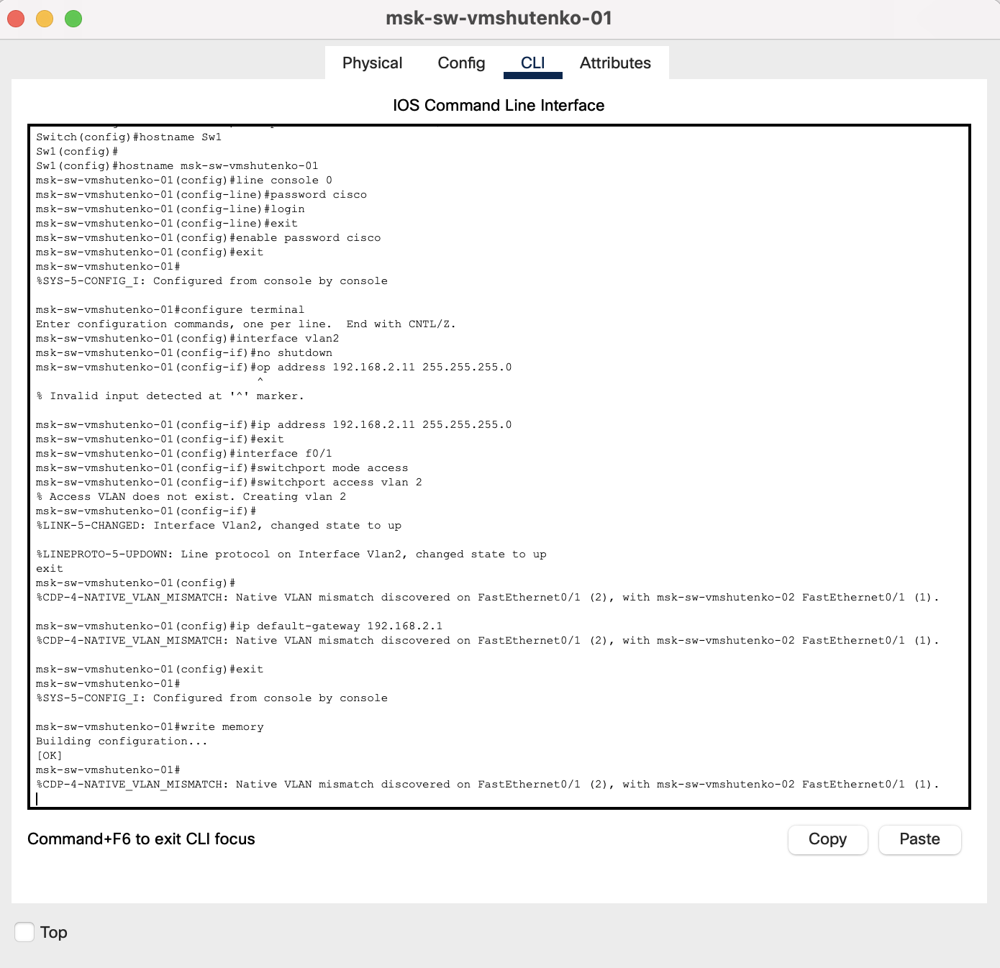 msk-sw-vmshutenko-01
Physical Config CLI Attributes
IOS Command Line Interface
Switch(config)#hostname Sw1
Sw1(config)#
Sw1(config)#hostname msk-sw-vmshutenko-01
msk-sw-vmshutenko-01(config)#line console 0
msk-sw-vmshutenko-01(config-line)#password cisco
msk-sw-vmshutenko-01(config-line)#login
msk-sw-vmshutenko-01(config-line)#exit
msk-sw-vmshutenko-01(config)#enable password cisco
msk-sw-vmshutenko-01(config)#exit
msk-sw-vmshutenko-01#
%SYS-5-CONFIG_I: Configured from console by console
msk-sw-vmshutenko-01#configure terminal
Enter configuration commands, one per line.  End with CNTL/Z.
msk-sw-vmshutenko-01(config)#interface vlan2
msk-sw-vmshutenko-01(config-if)#no shutdown
msk-sw-vmshutenko-01(config-if)#op address 192.168.2.11 255.255.255.0
^
% Invalid input detected at '^' marker.
msk-sw-vmshutenko-01(config-if)#ip address 192.168.2.11 255.255.255.0
msk-sw-vmshutenko-01(config-if)#exit
msk-sw-vmshutenko-01(config)#interface f0/1
msk-sw-vmshutenko-01(config-if)#switchport mode access
msk-sw-vmshutenko-01(config-if)#switchport access vlan 2
% Access VLAN does not exist. Creating vlan 2
msk-sw-vmshutenko-01(config-if)#
%LINK-5-CHANGED: Interface Vlan2, changed state to up
%LINEPROTO-5-UPDOWN: Line protocol on Interface Vlan2, changed state to up
exit
msk-sw-vmshutenko-01(config)#
%CDP-4-NATIVE_VLAN_MISMATCH: Native VLAN mismatch discovered on FastEthernet0/1 (2), with msk-sw-vmshutenko-02 FastEthernet0/1 (1).
msk-sw-vmshutenko-01(config)#ip default-gateway 192.168.2.1
%CDP-4-NATIVE_VLAN_MISMATCH: Native VLAN mismatch discovered on FastEthernet0/1 (2), with msk-sw-vmshutenko-02 FastEthernet0/1 (1).
msk-sw-vmshutenko-01(config)#exit
msk-sw-vmshutenko-01#
%SYS-5-CONFIG_I: Configured from console by console
msk-sw-vmshutenko-01#write memory
Building configuration...
[OK]
msk-sw-vmshutenko-01#
%CDP-4-NATIVE_VLAN_MISMATCH: Native VLAN mismatch discovered on FastEthernet0/1 (2), with msk-sw-vmshutenko-02 FastEthernet0/1 (1).
Command+F6 to exit CLI focus
Copy Paste
Top